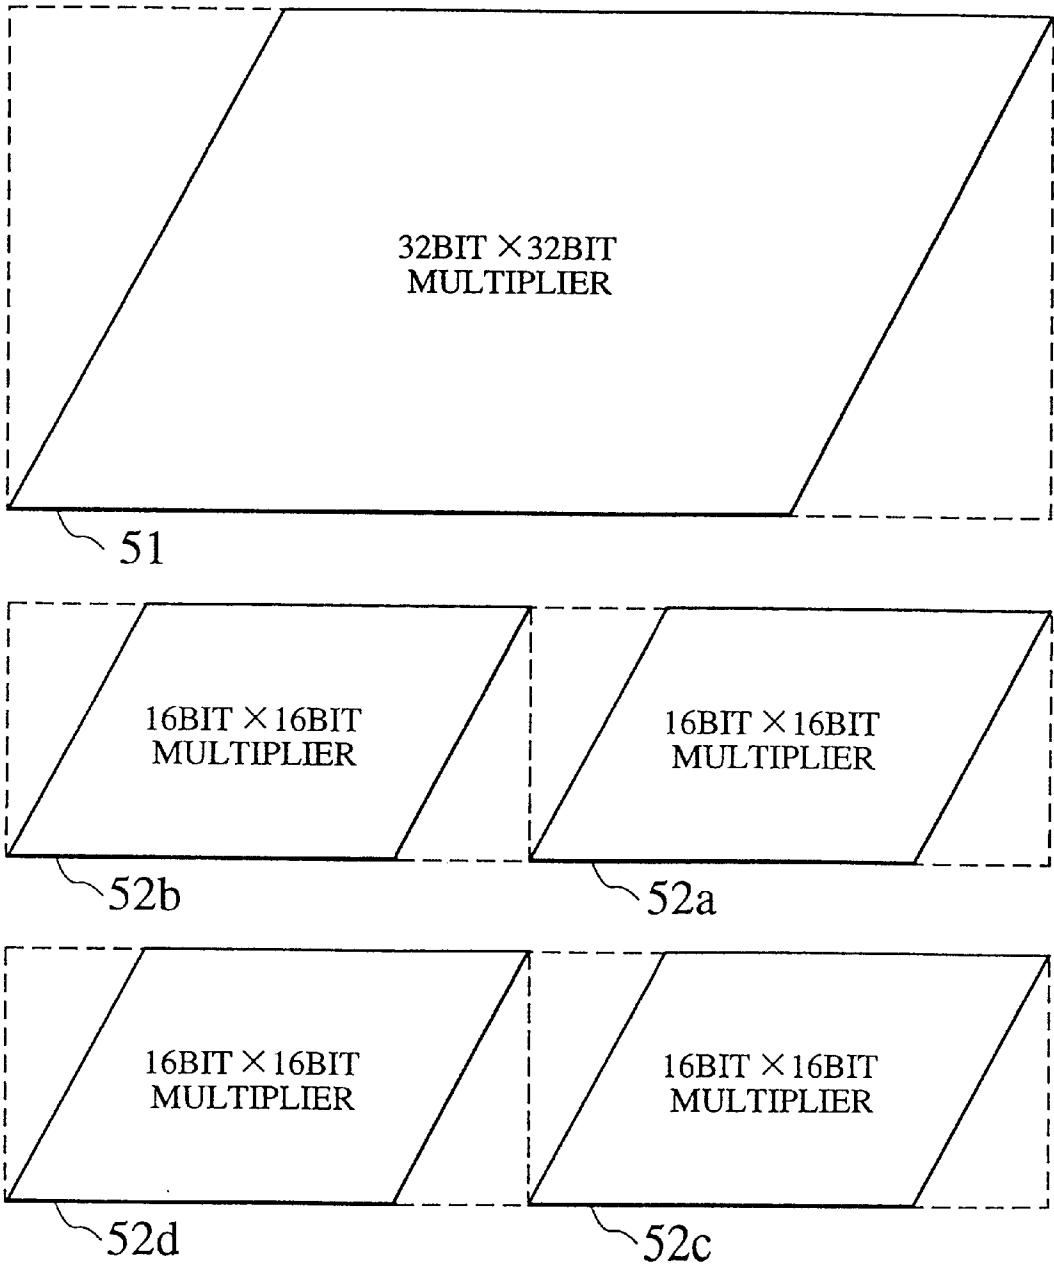 32BIT ×32BIT
MULTIPLIER
51
16BIT ×16BIT
MULTIPLIER
52b
16BIT ×16BIT
MULTIPLIER
52a
16BIT ×16BIT
MULTIPLIER
52d
16BIT ×16BIT
MULTIPLIER
52c